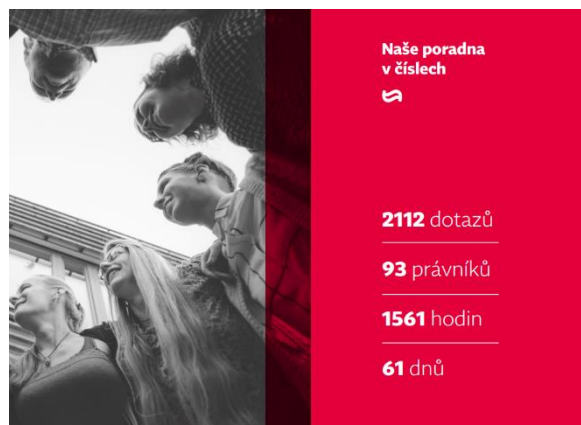 Naše poradna
v číslech
2112 dotazů
93 právníků
1561 hodin
61 dnů